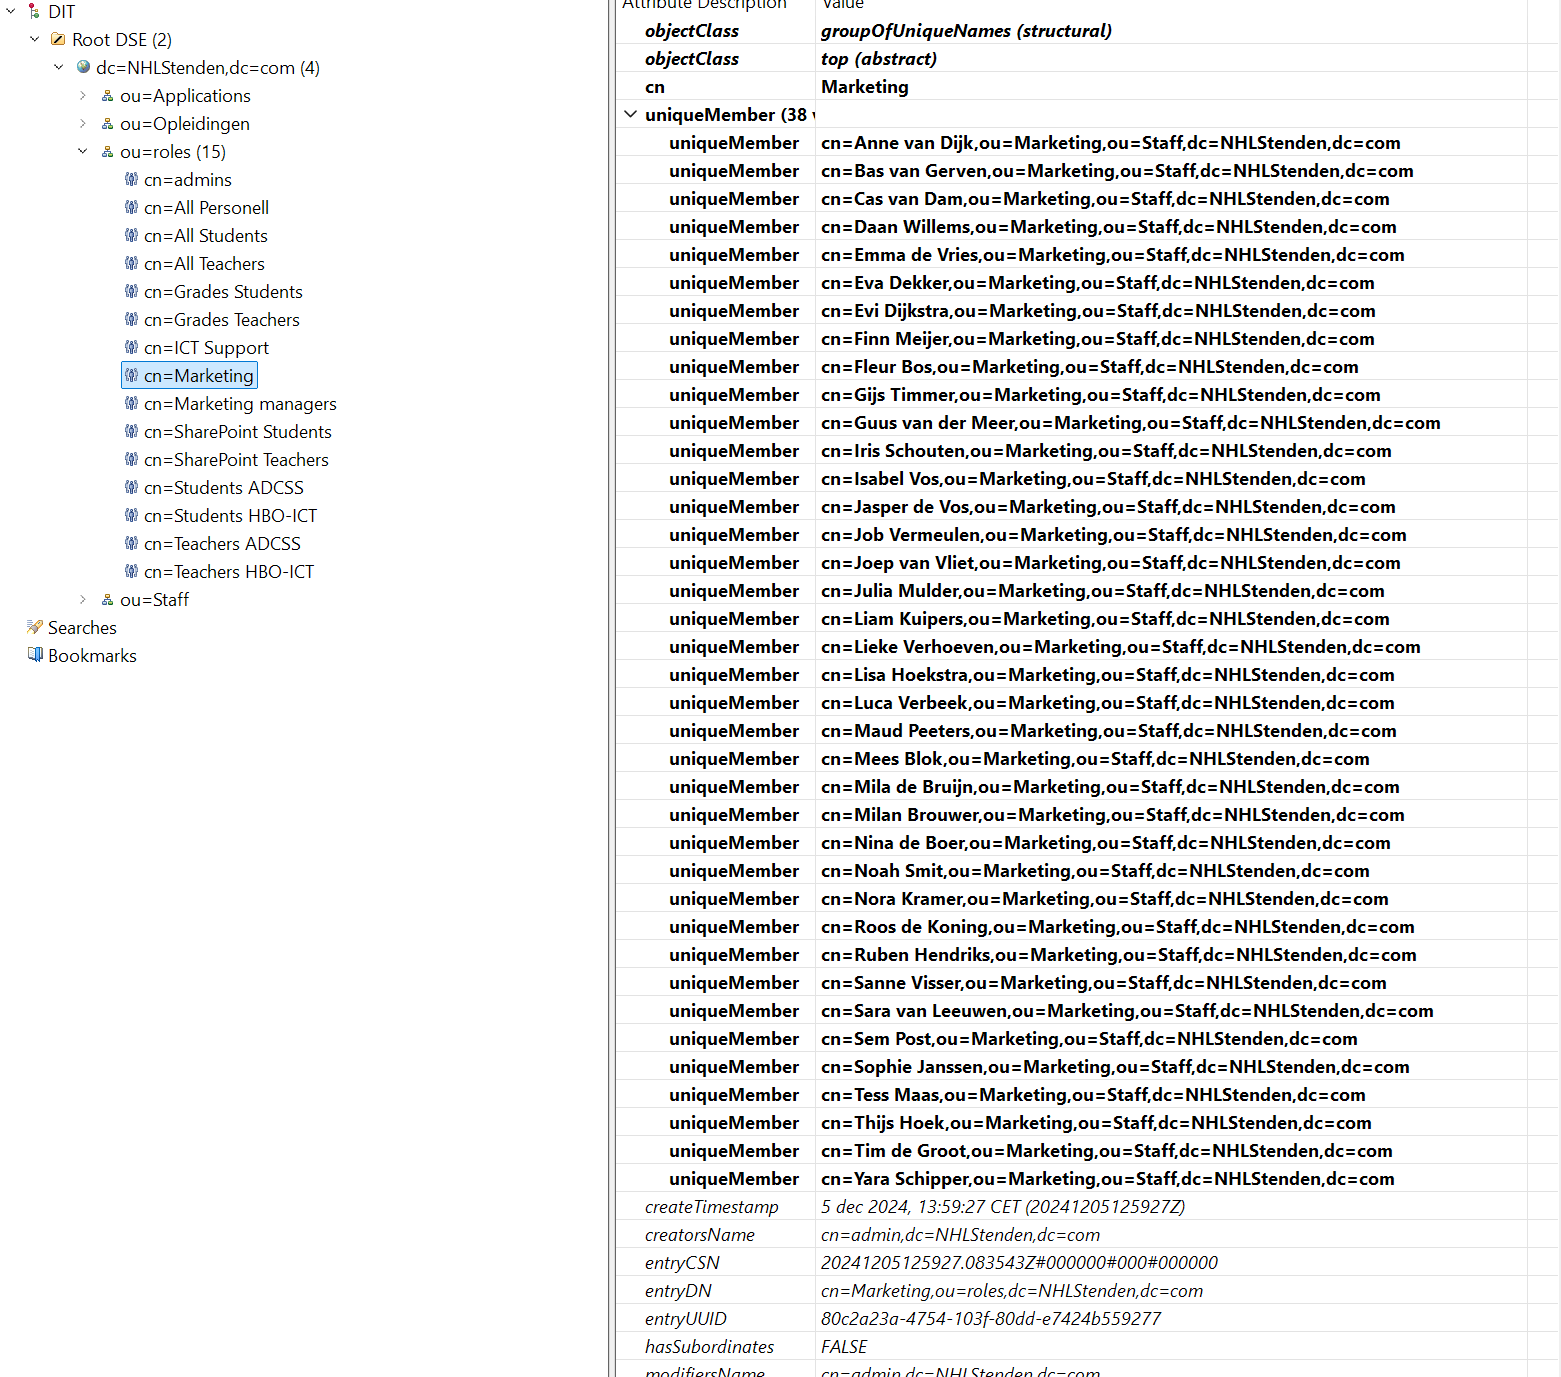 DIT
Root DSE (2)
dc=NHLStenden,dc=com (4)
ou=Applications
ou=Opleidingen
ou=roles (15)
cn=admins
cn=All Personell
cn=All Students
cn=All Teachers
cn=Grades Students
cn=Grades Teachers
cn=ICT Support
cn=Marketing
cn=Marketing managers
cn=SharePoint Students
cn=SharePoint Teachers
cn=Students ADCSS
cn=Students HBO-ICT
cn=Teachers ADCSS
cn=Teachers HBO-ICT
ou=Staff
Searches
Bookmarks
Attribute Description Value
objectClass groupOfUniqueNames (structural)
objectClass top (abstract)
cn Marketing
uniqueMember (38
uniqueMember cn=Anne van Dijk,ou=Marketing,ou=Staff,dc=NHLStenden,dc=com
uniqueMember cn=Bas van Gerven,ou=Marketing,ou=Staff,dc=NHLStenden,dc=com
uniqueMember cn=Cas van Dam,ou=Marketing,ou=Staff,dc=NHLStenden,dc=com
uniqueMember cn=Daan Willems,ou=Marketing,ou=Staff,dc=NHLStenden,dc=com
uniqueMember cn=Emma de Vries,ou=Marketing,ou=Staff,dc=NHLStenden,dc=com
uniqueMember cn=Eva Dekker,ou=Marketing,ou=Staff,dc=NHLStenden,dc=com
uniqueMember cn=Evi Dijkstra,ou=Marketing,ou=Staff,dc=NHLStenden,dc=com
uniqueMember cn=Finn Meijer,ou=Marketing,ou=Staff,dc=NHLStenden,dc=com
uniqueMember cn=Fleur Bos,ou=Marketing,ou=Staff,dc=NHLStenden,dc=com
uniqueMember cn=Gijs Timmer,ou=Marketing,ou=Staff,dc=NHLStenden,dc=com
uniqueMember cn=Guus van der Meer,ou=Marketing,ou=Staff,dc=NHLStenden,dc=com
uniqueMember cn=Iris Schouten,ou=Marketing,ou=Staff,dc=NHLStenden,dc=com
uniqueMember cn=Isabel Vos,ou=Marketing,ou=Staff,dc=NHLStenden,dc=com
uniqueMember cn=Jasper de Vos,ou=Marketing,ou=Staff,dc=NHLStenden,dc=com
uniqueMember cn=Job Vermeulen,ou=Marketing,ou=Staff,dc=NHLStenden,dc=com
uniqueMember cn=Joep van Vliet,ou=Marketing,ou=Staff,dc=NHLStenden,dc=com
uniqueMember cn=Julia Mulder,ou=Marketing,ou=Staff,dc=NHLStenden,dc=com
uniqueMember cn=Liam Kuipers,ou=Marketing,ou=Staff,dc=NHLStenden,dc=com
uniqueMember cn=Lieke Verhoeven,ou=Marketing,ou=Staff,dc=NHLStenden,dc=com
uniqueMember cn=Lisa Hoekstra,ou=Marketing,ou=Staff,dc=NHLStenden,dc=com
uniqueMember cn=Luca Verbeek,ou=Marketing,ou=Staff,dc=NHLStenden,dc=com
uniqueMember cn=Maud Peeters,ou=Marketing,ou=Staff,dc=NHLStenden,dc=com
uniqueMember cn=Mees Blok,ou=Marketing,ou=Staff,dc=NHLStenden,dc=com
uniqueMember cn=Mila de Bruijn,ou=Marketing,ou=Staff,dc=NHLStenden,dc=com
uniqueMember cn=Milan Brouwer,ou=Marketing,ou=Staff,dc=NHLStenden,dc=com
uniqueMember cn=Nina de Boer,ou=Marketing,ou=Staff,dc=NHLStenden,dc=com
uniqueMember cn=Noah Smit,ou=Marketing,ou=Staff,dc=NHLStenden,dc=com
uniqueMember cn=Nora Kramer,ou=Marketing,ou=Staff,dc=NHLStenden,dc=com
uniqueMember cn=Roos de Koning,ou=Marketing,ou=Staff,dc=NHLStenden,dc=com
uniqueMember cn=Ruben Hendriks,ou=Marketing,ou=Staff,dc=NHLStenden,dc=com
uniqueMember cn=Sanne Visser,ou=Marketing,ou=Staff,dc=NHLStenden,dc=com
uniqueMember cn=Sara van Leeuwen,ou=Marketing,ou=Staff,dc=NHLStenden,dc=com
uniqueMember cn=Sem Post,ou=Marketing,ou=Staff,dc=NHLStenden,dc=com
uniqueMember cn=Sophie Janssen,ou=Marketing,ou=Staff,dc=NHLStenden,dc=com
uniqueMember cn=Tess Maas,ou=Marketing,ou=Staff,dc=NHLStenden,dc=com
uniqueMember cn=Thijs Hoek,ou=Marketing,ou=Staff,dc=NHLStenden,dc=com
uniqueMember cn=Tim de Groot,ou=Marketing,ou=Staff,dc=NHLStenden,dc=com
uniqueMember cn=Yara Schipper,ou=Marketing,ou=Staff,dc=NHLStenden,dc=com
createTimestamp 5 dec 2024, 13:59:27 CET (20241205125927Z)
creatorsName cn=admin,dc=NHLStenden,dc=com
entryCSN 20241205125927.083543Z#000000#000#000000
entryDN cn=Marketing,ou=roles,dc=NHLStenden,dc=com
entryUUID 80c2a23a-4754-103f-80dd-e7424b559277
hasSubordinates FALSE
modifiersName cn=admin,dc=NHLStenden,dc=com